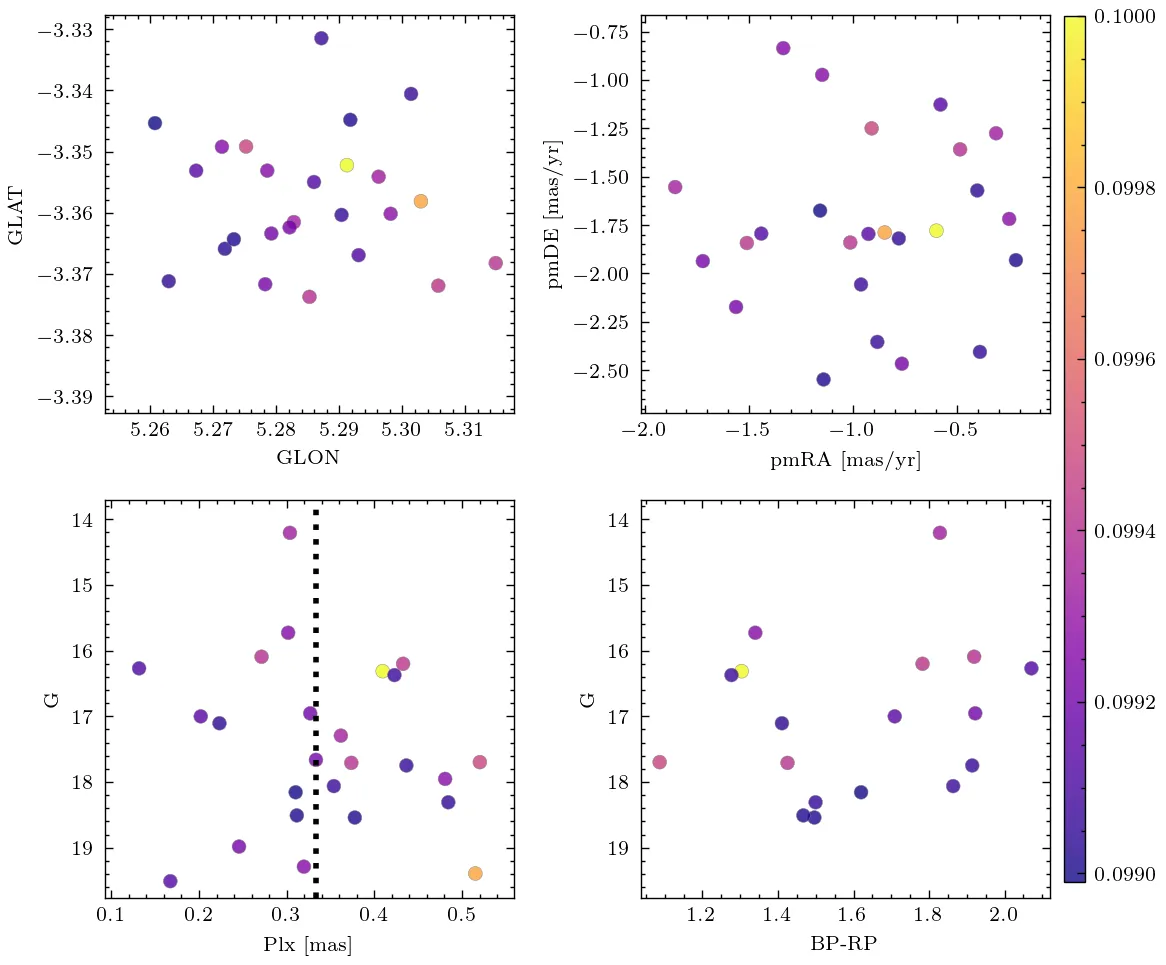 −3.33
−3.34
−3.35
−3.36
−3.37
−3.38
−3.39
GLAT
5.26 5.27 5.28 5.29 5.30 5.31
GLON
−0.75
−1.00
−1.25
−1.50
−1.75
−2.00
−2.25
−2.50
pmDE [mas/yr]
−2.0 −1.5 −1.0 −0.5
pmRA [mas/yr]
14
15
16
17
18
19
G
0.1 0.2 0.3 0.4 0.5
Plx [mas]
14
15
16
17
18
19
G
1.2 1.4 1.6 1.8 2.0
BP-RP
0.1000
0.0998
0.0996
0.0994
0.0992
0.0990